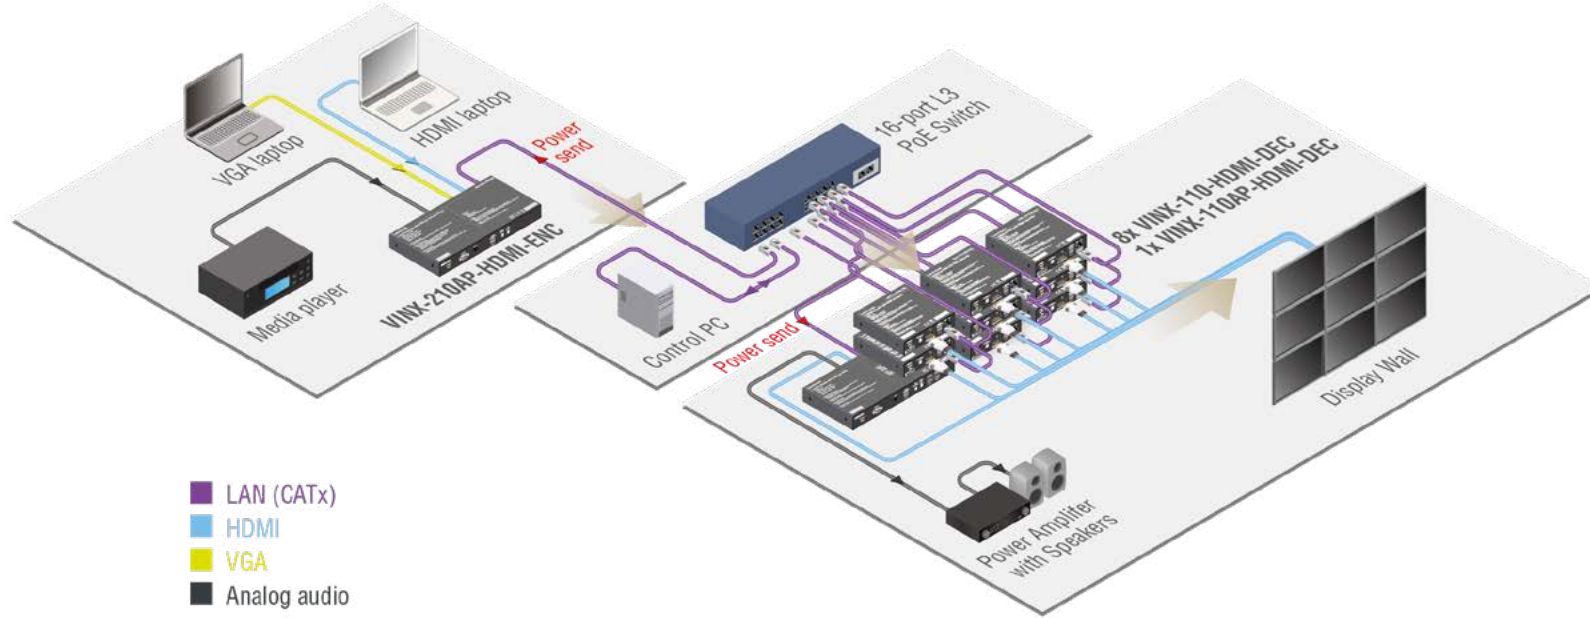 VGA laptop
HDMI laptop
Power
send
Media player
VINX-210AP-HDMI-ENC
16-port L3
PoE Switch
Control PC
Power send
8x VINX-110-HDMI-DEC
1x VINX-110AP-HDMI-DEC
Display Wall
Power Amplifer
with Speakers
LAN (CATx)
HDMI
VGA
Analog audio